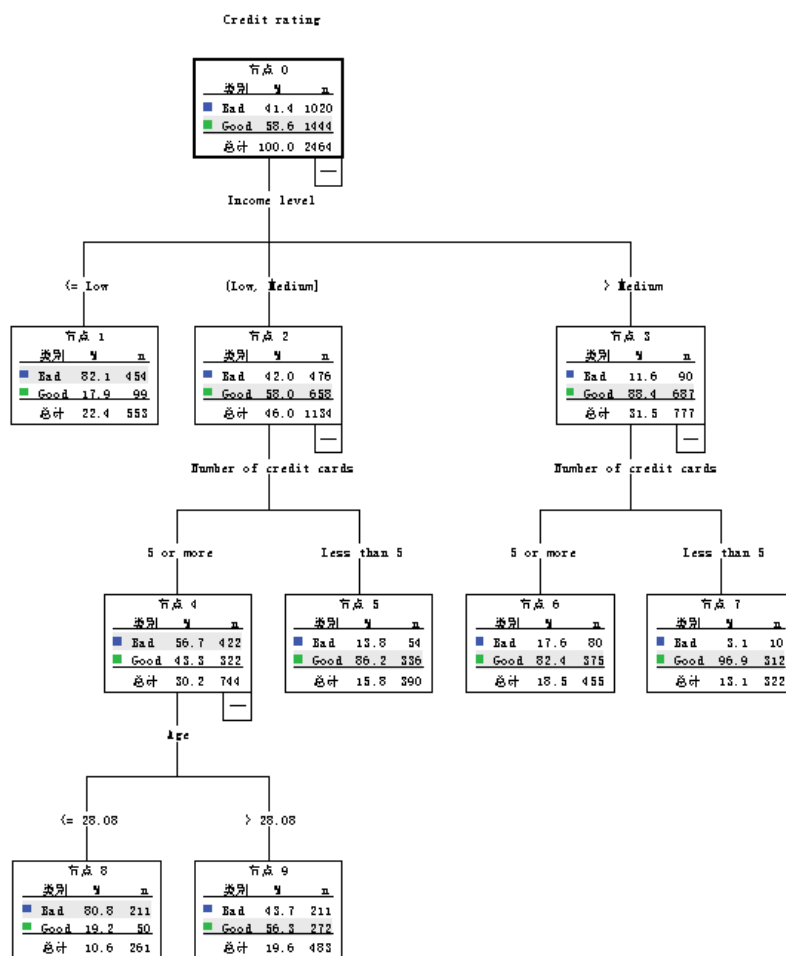 Credit rating
节点 0
类别 % n
Bad 41.4 1020
Good 58.6 1444
总计 100.0 2464
Income level
<= Low
(Low, Medium]
> Medium
节点 1
类别 % n
Bad 82.1 454
Good 17.9 99
总计 22.4 553
节点 2
类别 % n
Bad 42.0 476
Good 58.0 658
总计 46.0 1134
节点 3
类别 % n
Bad 11.6 90
Good 88.4 687
总计 31.5 777
Number of credit cards
Number of credit cards
5 or more
Less than 5
5 or more
Less than 5
节点 4
类别 % n
Bad 56.7 422
Good 43.3 322
总计 30.2 744
节点 5
类别 % n
Bad 13.8 54
Good 86.2 336
总计 15.8 390
节点 6
类别 % n
Bad 17.6 80
Good 82.4 375
总计 18.5 455
节点 7
类别 % n
Bad 3.1 10
Good 96.9 312
总计 13.1 322
Age
<= 28.08
> 28.08
节点 8
类别 % n
Bad 80.8 211
Good 19.2 50
总计 10.6 261
节点 9
类别 % n
Bad 43.7 211
Good 56.3 272
总计 19.6 483